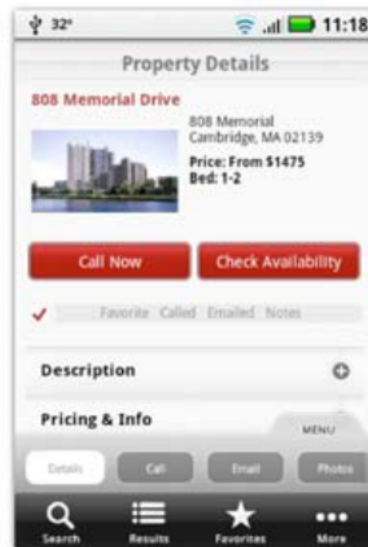 32° 11:18
Property Details
808 Memorial Drive
808 Memorial
Cambridge, MA 02139
Price: From $1475
Bed: 1-2
Call Now Check Availability
Favorite Called Emailed Notes
Description
Pricing & Info
MENU
Details Call Email Photos
Search Results Favorites More